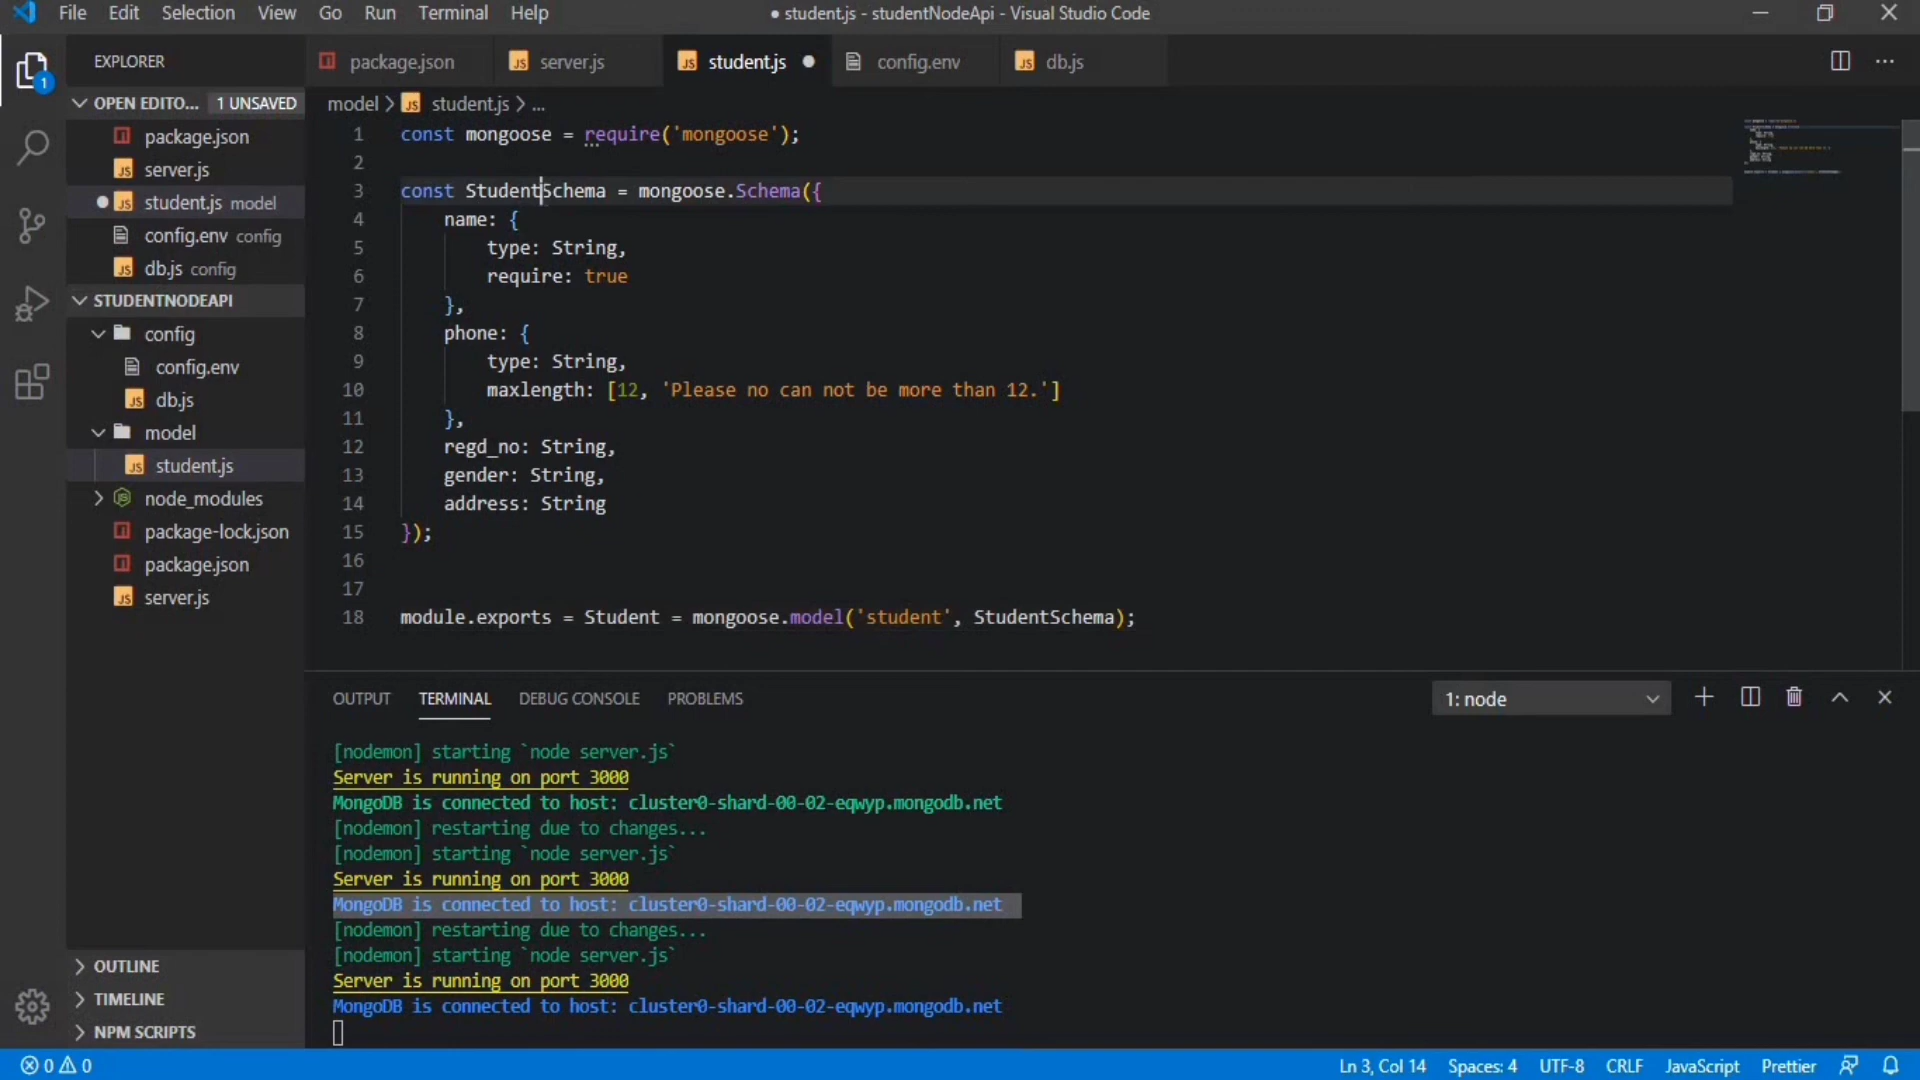 File Edit Selection View Go Run Terminal Help
● student.js - studentNodeApi - Visual Studio Code
EXPLORER
1
OPEN EDITO... 1 UNSAVED
package.json
server.js
student.js model
config.env config
db.js config
STUDENTNODEAPI
config
config.env
db.js
model
student.js
node_modules
package-lock.json
package.json
server.js
OUTLINE
TIMELINE
NPM SCRIPTS
package.json server.js student.js config.env db.js
model > student.js > ...
1 const mongoose = require('mongoose');
2
3 const StudentSchema = mongoose.Schema({
4 name: {
5 type: String,
6 require: true
7 },
8 phone: {
9 type: String,
10 maxlength: [12, 'Please no can not be more than 12.']
11 },
12 regd_no: String,
13 gender: String,
14 address: String
15 });
16
17
18 module.exports = Student = mongoose.model('student', StudentSchema);
OUTPUT TERMINAL DEBUG CONSOLE PROBLEMS
1: node
[nodemon] starting `node server.js`
Server is running on port 3000
MongoDB is connected to host: cluster0-shard-00-02-eqwyp.mongodb.net
[nodemon] restarting due to changes...
[nodemon] starting `node server.js`
Server is running on port 3000
MongoDB is connected to host: cluster0-shard-00-02-eqwyp.mongodb.net
[nodemon] restarting due to changes...
[nodemon] starting `node server.js`
Server is running on port 3000
MongoDB is connected to host: cluster0-shard-00-02-eqwyp.mongodb.net
0 0
Ln 3, Col 14 Spaces: 4 UTF-8 CRLF JavaScript Prettier